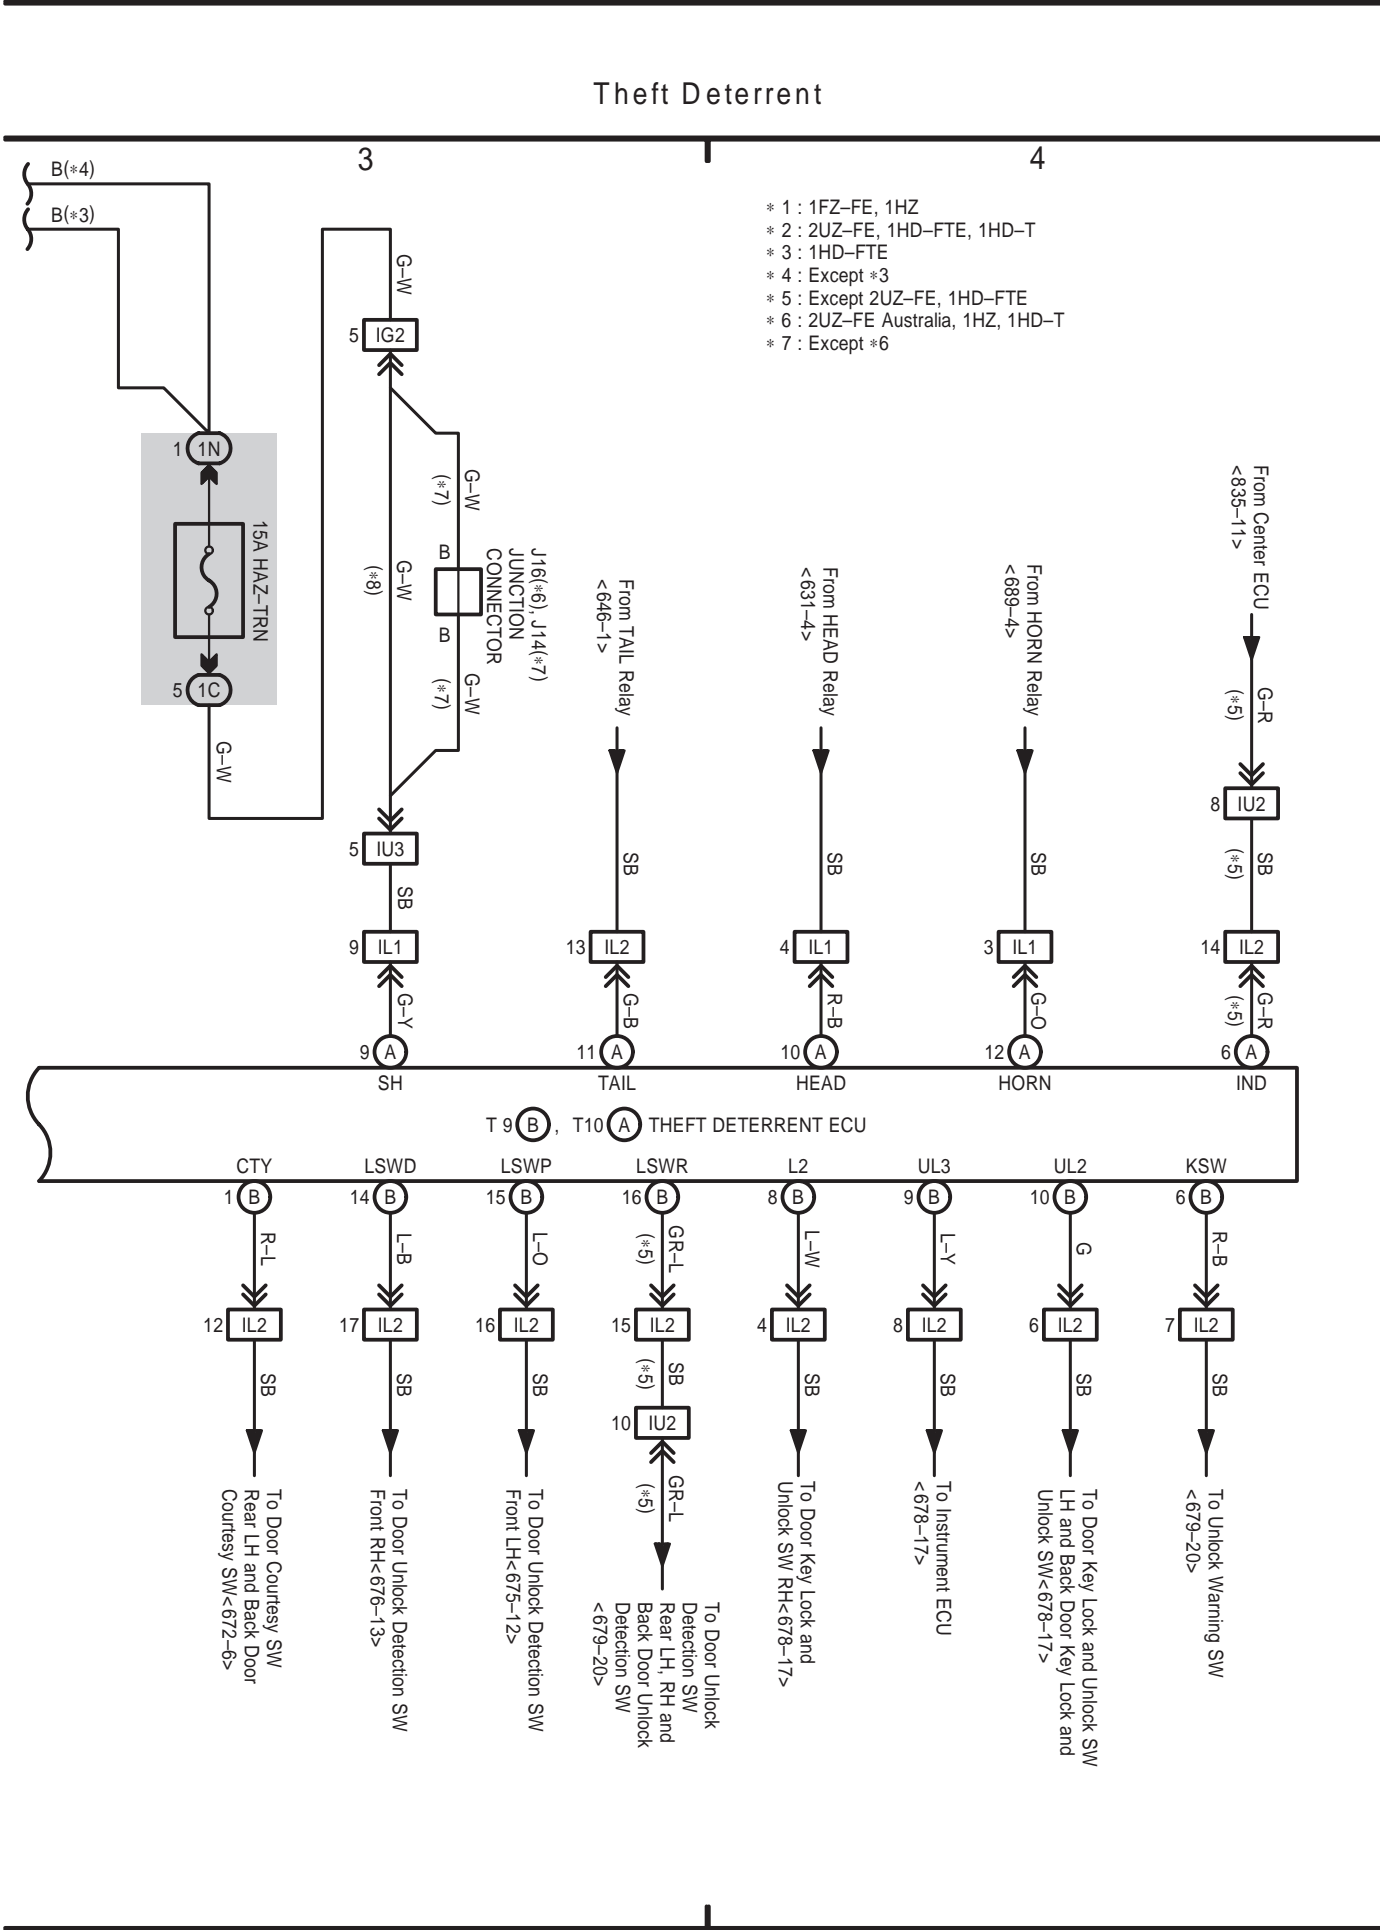 Theft Deterrent
3
4
B(*4)
B(*3)
* 1 : 1FZ–FE, 1HZ
* 2 : 2UZ–FE, 1HD–FTE, 1HD–T
* 3 : 1HD–FTE
* 4 : Except *3
* 5 : Except 2UZ–FE, 1HD–FTE
* 6 : 2UZ–FE Australia, 1HZ, 1HD–T
* 7 : Except *6
G–W
5 IG2
1 1N
15A HAZ–TRN
5 1C
G–W
G–W
(*8)
G–W
(*7)
B
B
G–W
(*7)
J16(*6), J14(*7)
JUNCTION
CONNECTOR
From TAIL Relay
<646–1>
From HEAD Relay
<631–4>
From HORN Relay
<689–4>
From Center ECU
<835–11>
G–R
(*5)
8 IU2
5 IU3
SB
SB
SB
SB
SB
(*5)
9 IL1
13 IL2
4 IL1
3 IL1
14 IL2
G–Y
G–B
R–B
G–O
G–R
(*5)
9 A
11 A
10 A
12 A
6 A
SH
TAIL
HEAD
HORN
IND
T 9 B , T10 A THEFT DETERRENT ECU
CTY
LSWD
LSWP
LSWR
L2
UL3
UL2
KSW
1 B
14 B
15 B
16 B
8 B
9 B
10 B
6 B
R–L
L–B
L–O
GR–L
(*5)
L–W
L–Y
G
R–B
12 IL2
17 IL2
16 IL2
15 IL2
4 IL2
8 IL2
6 IL2
7 IL2
SB
SB
SB
SB
(*5)
SB
SB
SB
SB
10 IU2
GR–L
(*5)
To Door Courtesy SW
Rear LH and Back Door
Courtesy SW<672–6>
To Door Unlock Detection SW
Front RH<676–13>
To Door Unlock Detection SW
Front LH<675–12>
To Door Unlock
Detection SW
Rear LH, RH and
Back Door Unlock
Detection SW
<679–20>
To Door Key Lock and
Unlock SW RH<678–17>
To Instrument ECU
<678–17>
To Door Key Lock and Unlock SW
LH and Back Door Key Lock and
Unlock SW<678–17>
To Unlock Warning SW
<679–20>